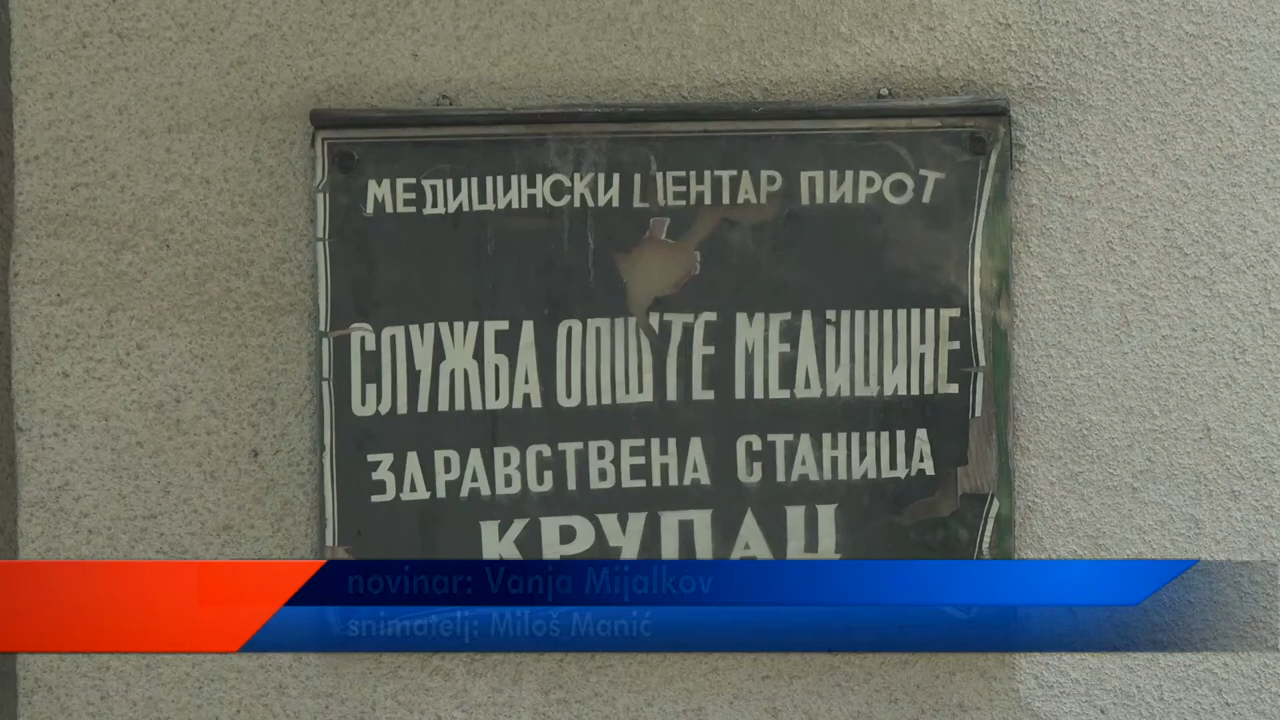 МЕДИЦИНСКИ ЦЕНТАР ПИРОТ
СЛУЖБА ОПШТЕ МЕДИЦИНЕ
ЗДРАВСТВЕНА СТАНИЦА
КРУПАЦ
novinar: Vanja Mijalkov
snimatelj: Miloš Manić